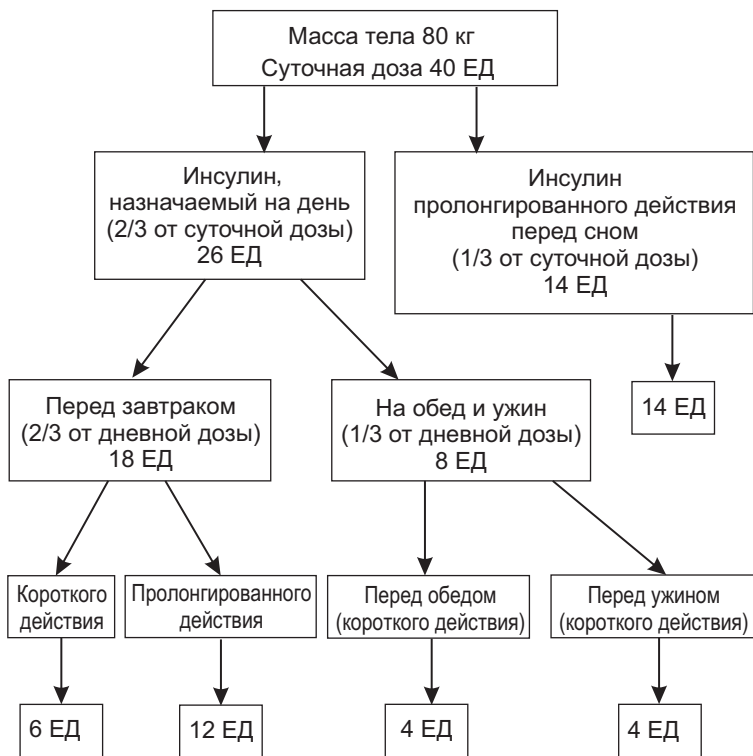 Масса тела 80 кг
Суточная доза 40 ЕД
Инсулин,
назначаемый на день
(2/3 от суточной дозы)
26 ЕД
Инсулин
пролонгированного действия
перед сном
(1/3 от суточной дозы)
14 ЕД
Перед завтраком
(2/3 от дневной дозы)
18 ЕД
На обед и ужин
(1/3 от дневной дозы)
8 ЕД
14 ЕД
Короткого
действия
Пролонгированного
действия
Перед обедом
(короткого действия)
Перед ужином
(короткого действия)
6 ЕД
12 ЕД
4 ЕД
4 ЕД